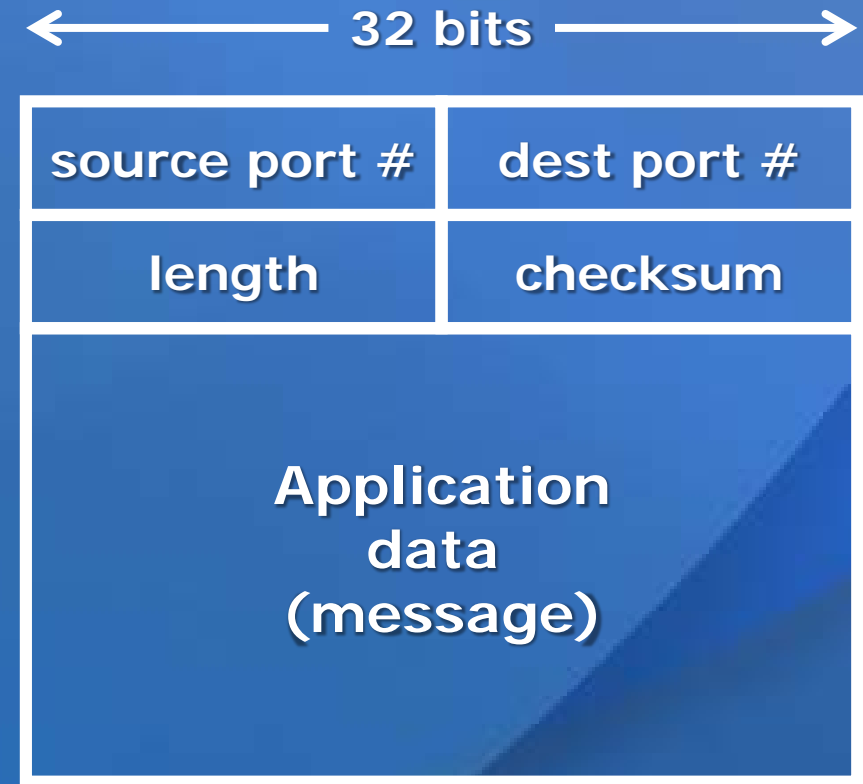 32 bits
source port # dest port #
length checksum
Application
data
(message)